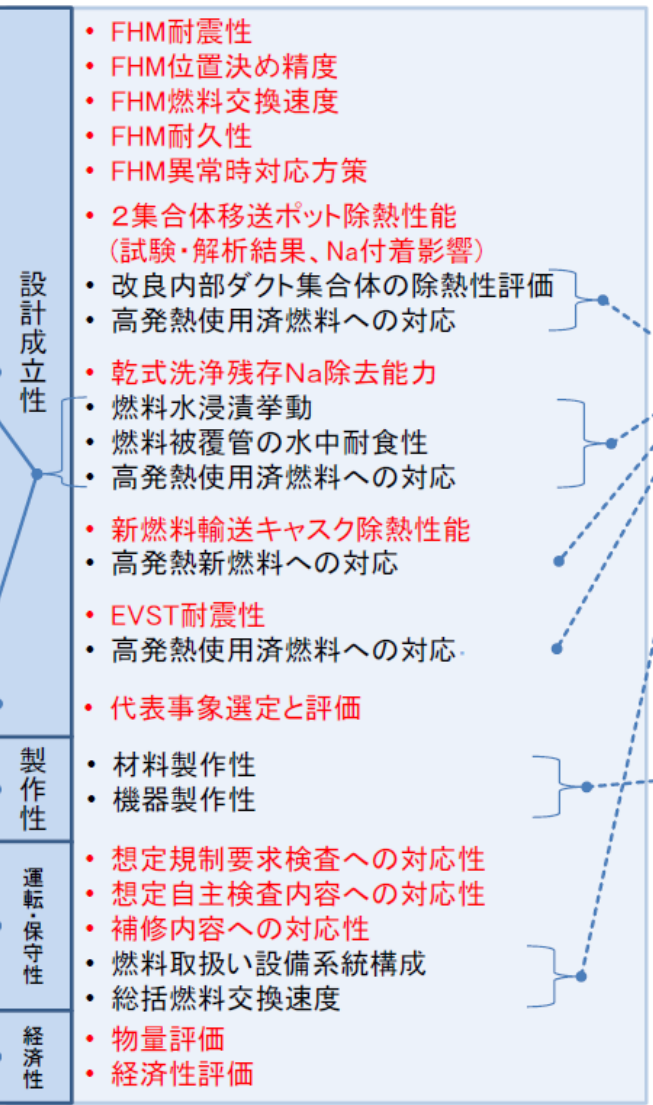 設計成立性
・ FHM耐震性
・ FHM位置決め精度
・ FHM燃料交換速度
・ FHM耐久性
・ FHM異常時対応方策
・ 2集合体移送ポット除熱性能
(試験・解析結果、Na付着影響)
・ 改良内部ダクト集合体の除熱性評価
・ 高発熱使用済燃料への対応
・ 乾式洗浄残存Na除去能力
・ 燃料水浸漬挙動
・ 燃料被覆管の水中耐食性
・ 高発熱使用済燃料への対応
・ 新燃料輸送キャスク除熱性能
・ 高発熱新燃料への対応
・ EVST耐震性
・ 高発熱使用済燃料への対応
・ 代表事象選定と評価
製作性
・ 材料製作性
・ 機器製作性
運転・保守性
・ 想定規制要求検査への対応性
・ 想定自主検査内容への対応性
・ 補修内容への対応性
・ 燃料取扱い設備系統構成
・ 総括燃料交換速度
経済性
・ 物量評価
・ 経済性評価